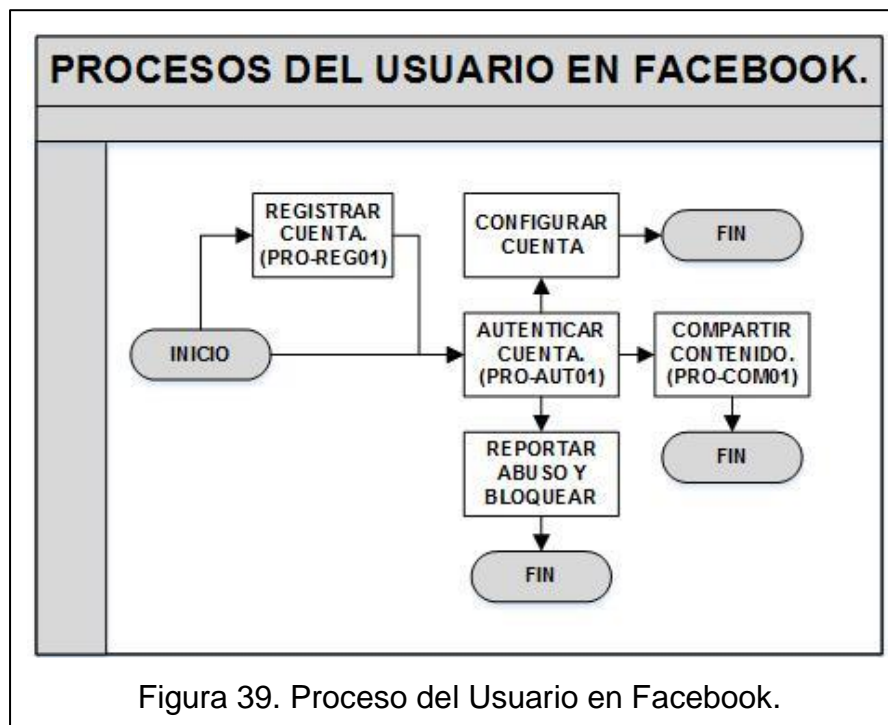 PROCESOS DEL USUARIO EN FACEBOOK.
REGISTRAR
CUENTA.
(PRO-REG01)
CONFIGURAR
CUENTA
FIN
INICIO
AUTENTICAR
CUENTA.
(PRO-AUT01)
COMPARTIR
CONTENIDO.
(PRO-COM01)
REPORTAR
ABUSO Y
BLOQUEAR
FIN
FIN
Figura 39. Proceso del Usuario en Facebook.